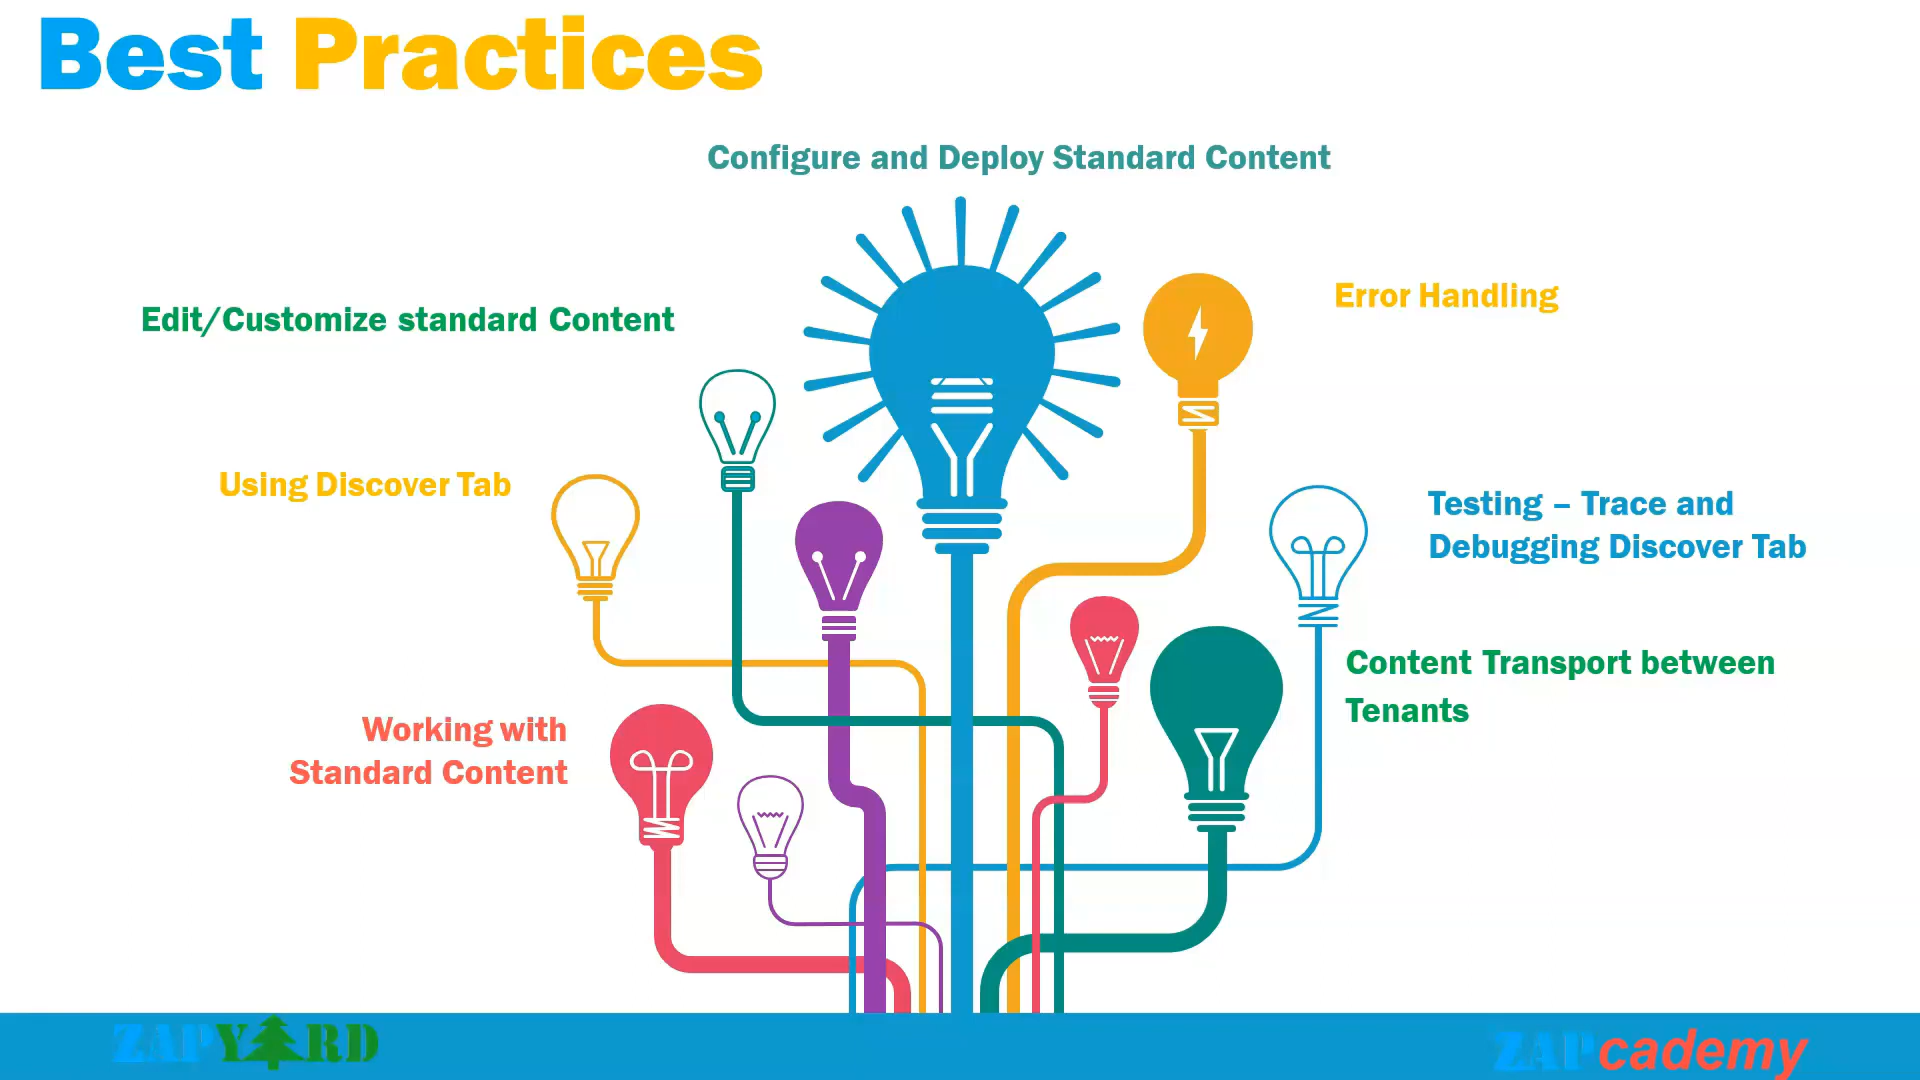 Best Practices
Configure and Deploy Standard Content
Edit/Customize standard Content
Error Handling
Using Discover Tab
Testing – Trace and
Debugging Discover Tab
Content Transport between
Tenants
Working with
Standard Content
ZAPYARD
ZAPcademy